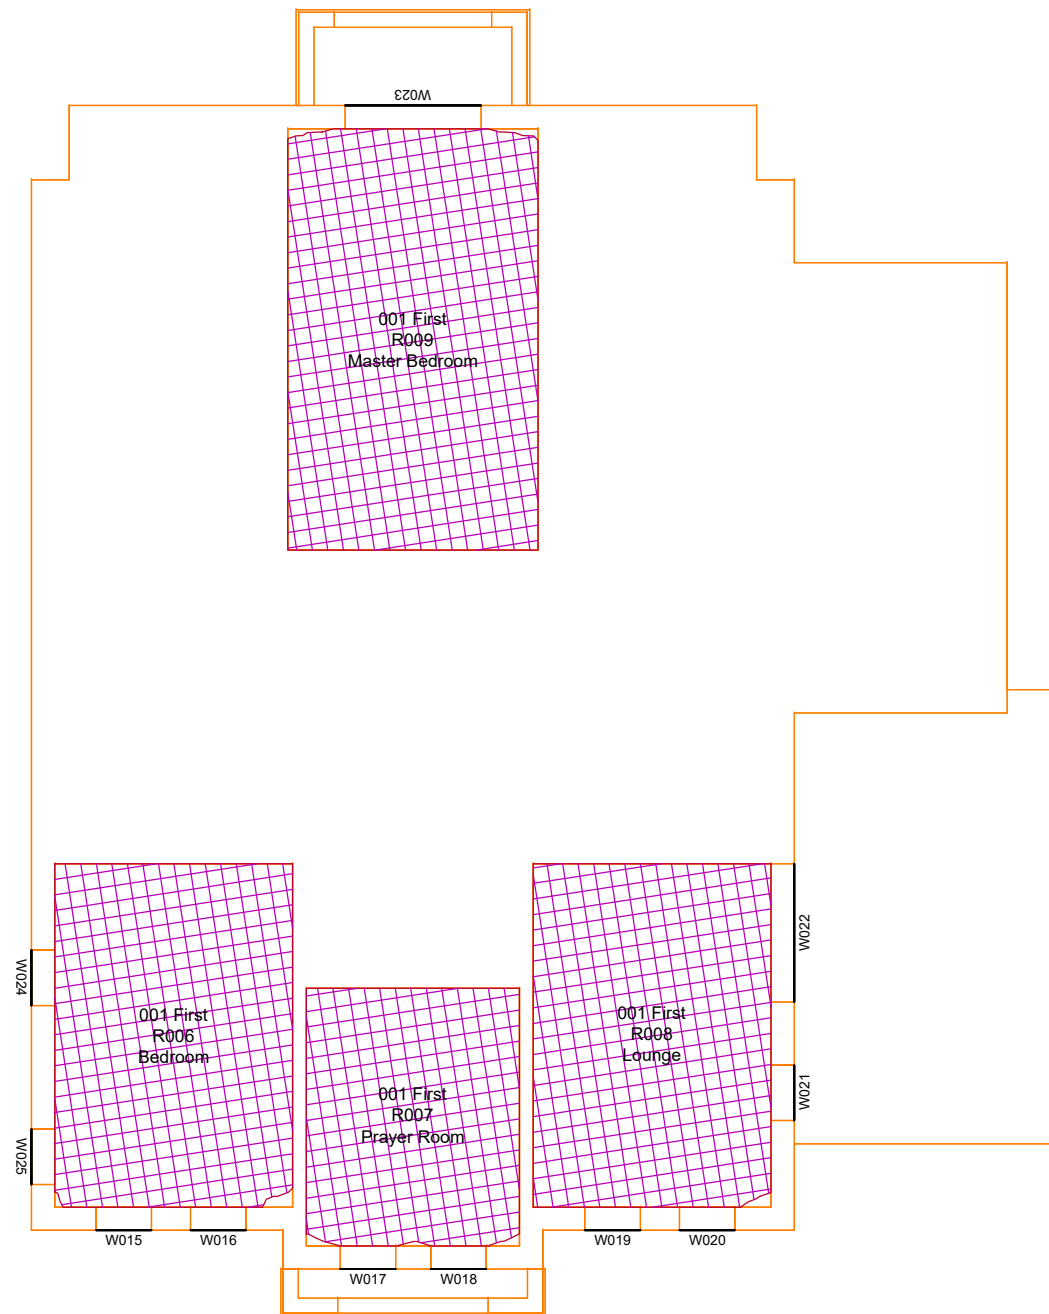 W023
001 First
R009
Master Bedroom
W022
W024
001 First
R006
Bedroom
001 First
R008
Lounge
W021
001 First
R007
Prayer Room
W025
W015
W016
W019
W020
W017
W018